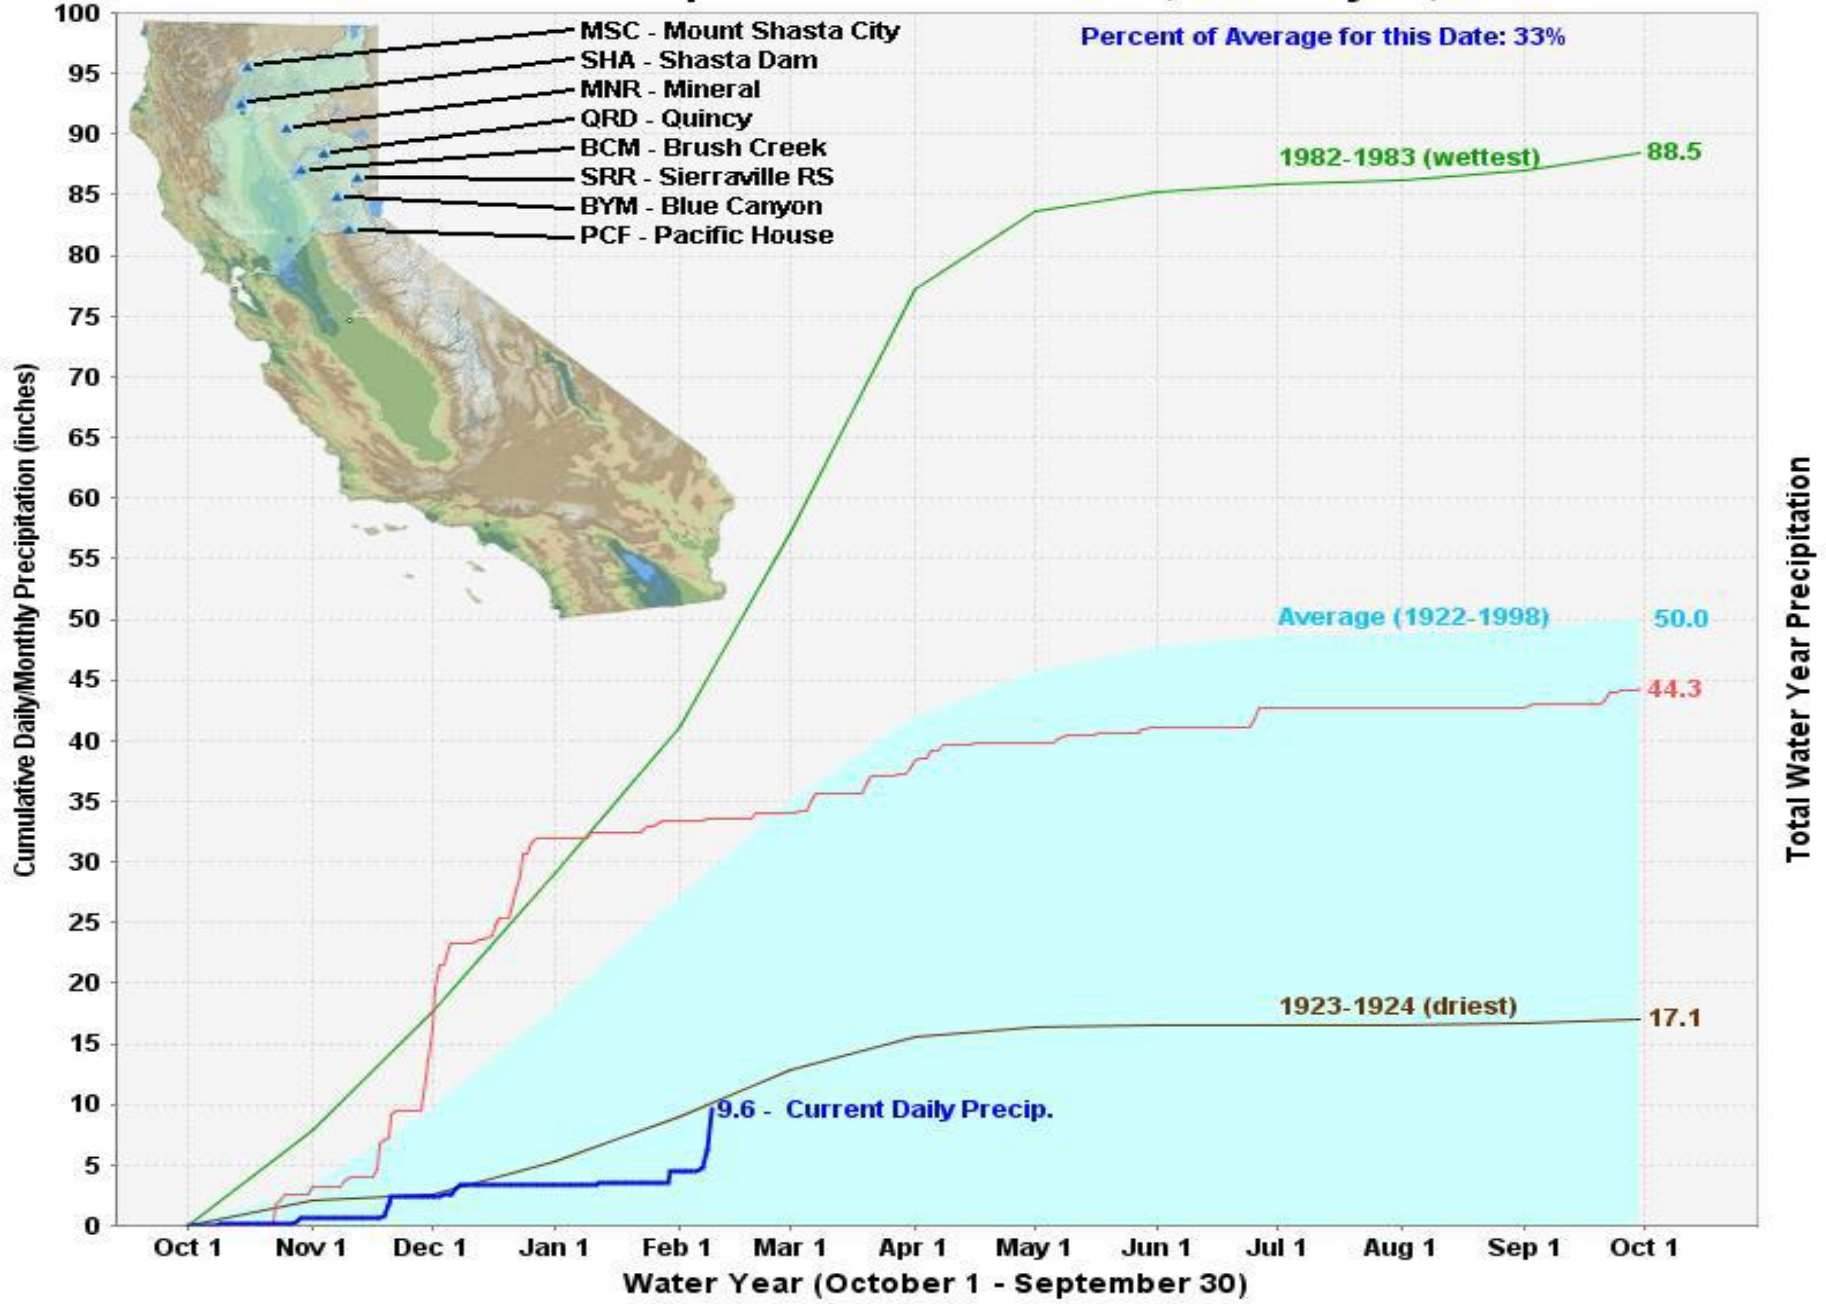 Percent of Average for this Date: 33%
MSC - Mount Shasta City
SHA - Shasta Dam
MNR - Mineral
QRD - Quincy
BCM - Brush Creek
SRR - Sierraville RS
BYM - Blue Canyon
PCF - Pacific House
100
95
90
85
80
75
70
65
60
55
50
45
40
35
30
25
20
15
10
5
0
Cumulative Daily/Monthly Precipitation (inches)
1982-1983 (wettest)
88.5
Average (1922-1998)
50.0
44.3
1923-1924 (driest)
17.1
9.6 - Current Daily Precip.
Total Water Year Precipitation
Oct 1
Nov 1
Dec 1
Jan 1
Feb 1
Mar 1
Apr 1
May 1
Jun 1
Jul 1
Aug 1
Sep 1
Oct 1
Water Year (October 1 - September 30)